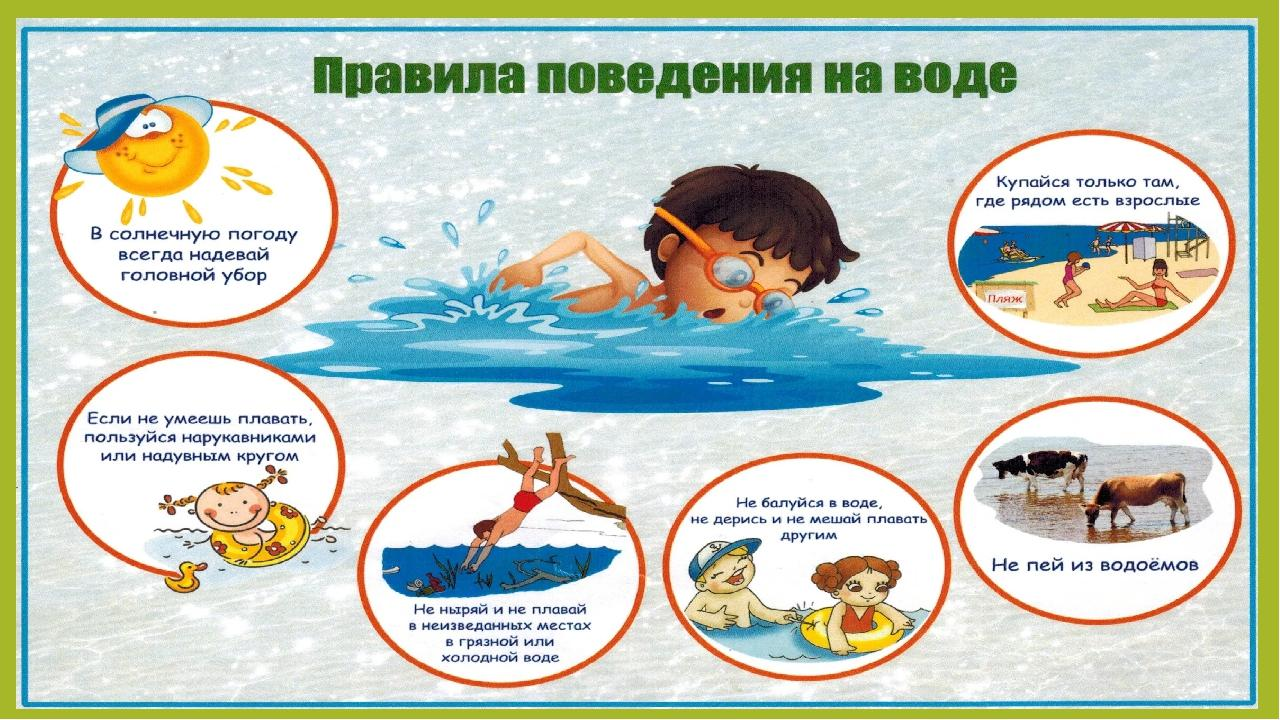 Правила поведения на воде
В солнечную погоду
всегда надевай
головной убор
Купайся только там,
где рядом есть взрослые
Пляж
Если не умеешь плавать,
пользуйся нарукавниками
или надувным кругом
Не ныряй и не плавай
в неизведанных местах
в грязной или
холодной воде
Не балуйся в воде,
не дерись и не мешай плавать
другим
Не пей из водоёмов